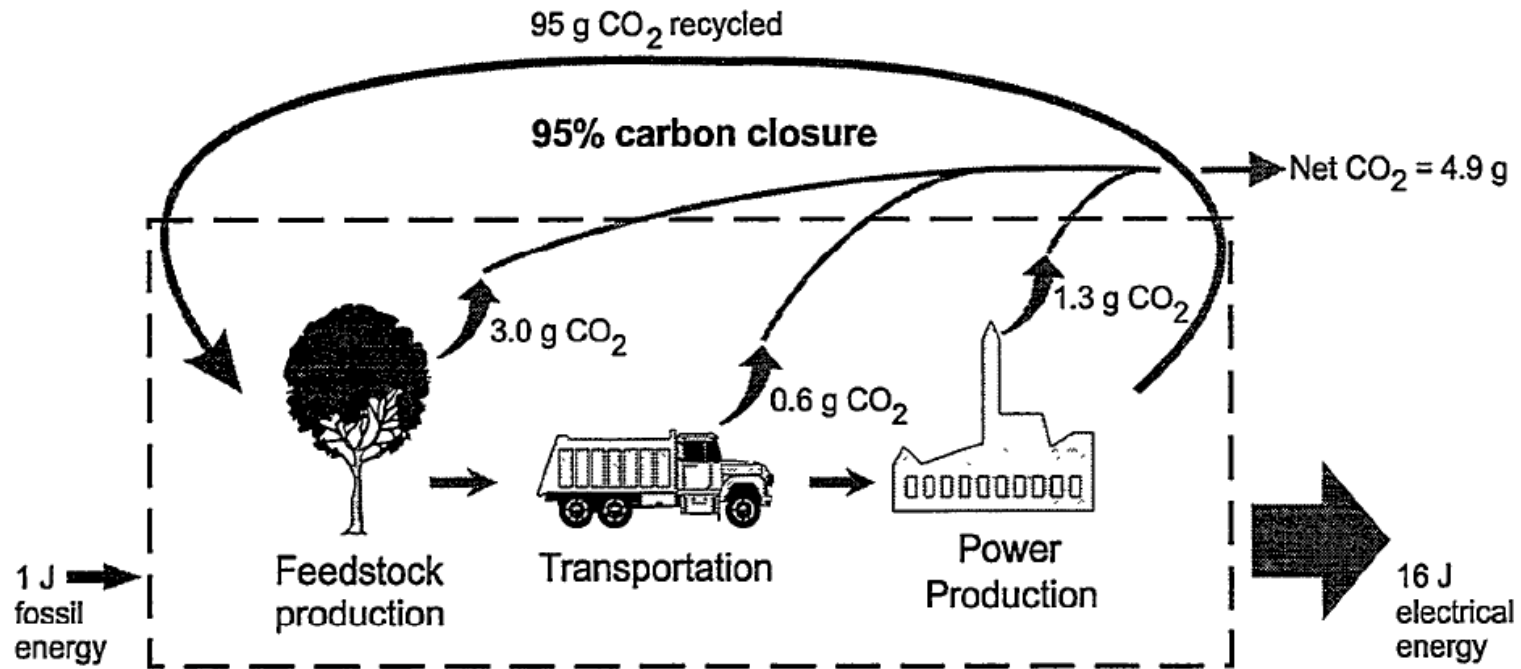 95 g CO2 recycled
95% carbon closure
Net CO2 = 4.9 g
3.0 g CO2
0.6 g CO2
1.3 g CO2
1 J
fossil
energy
Feedstock
production
Transportation
Power
Production
16 J
electrical
energy